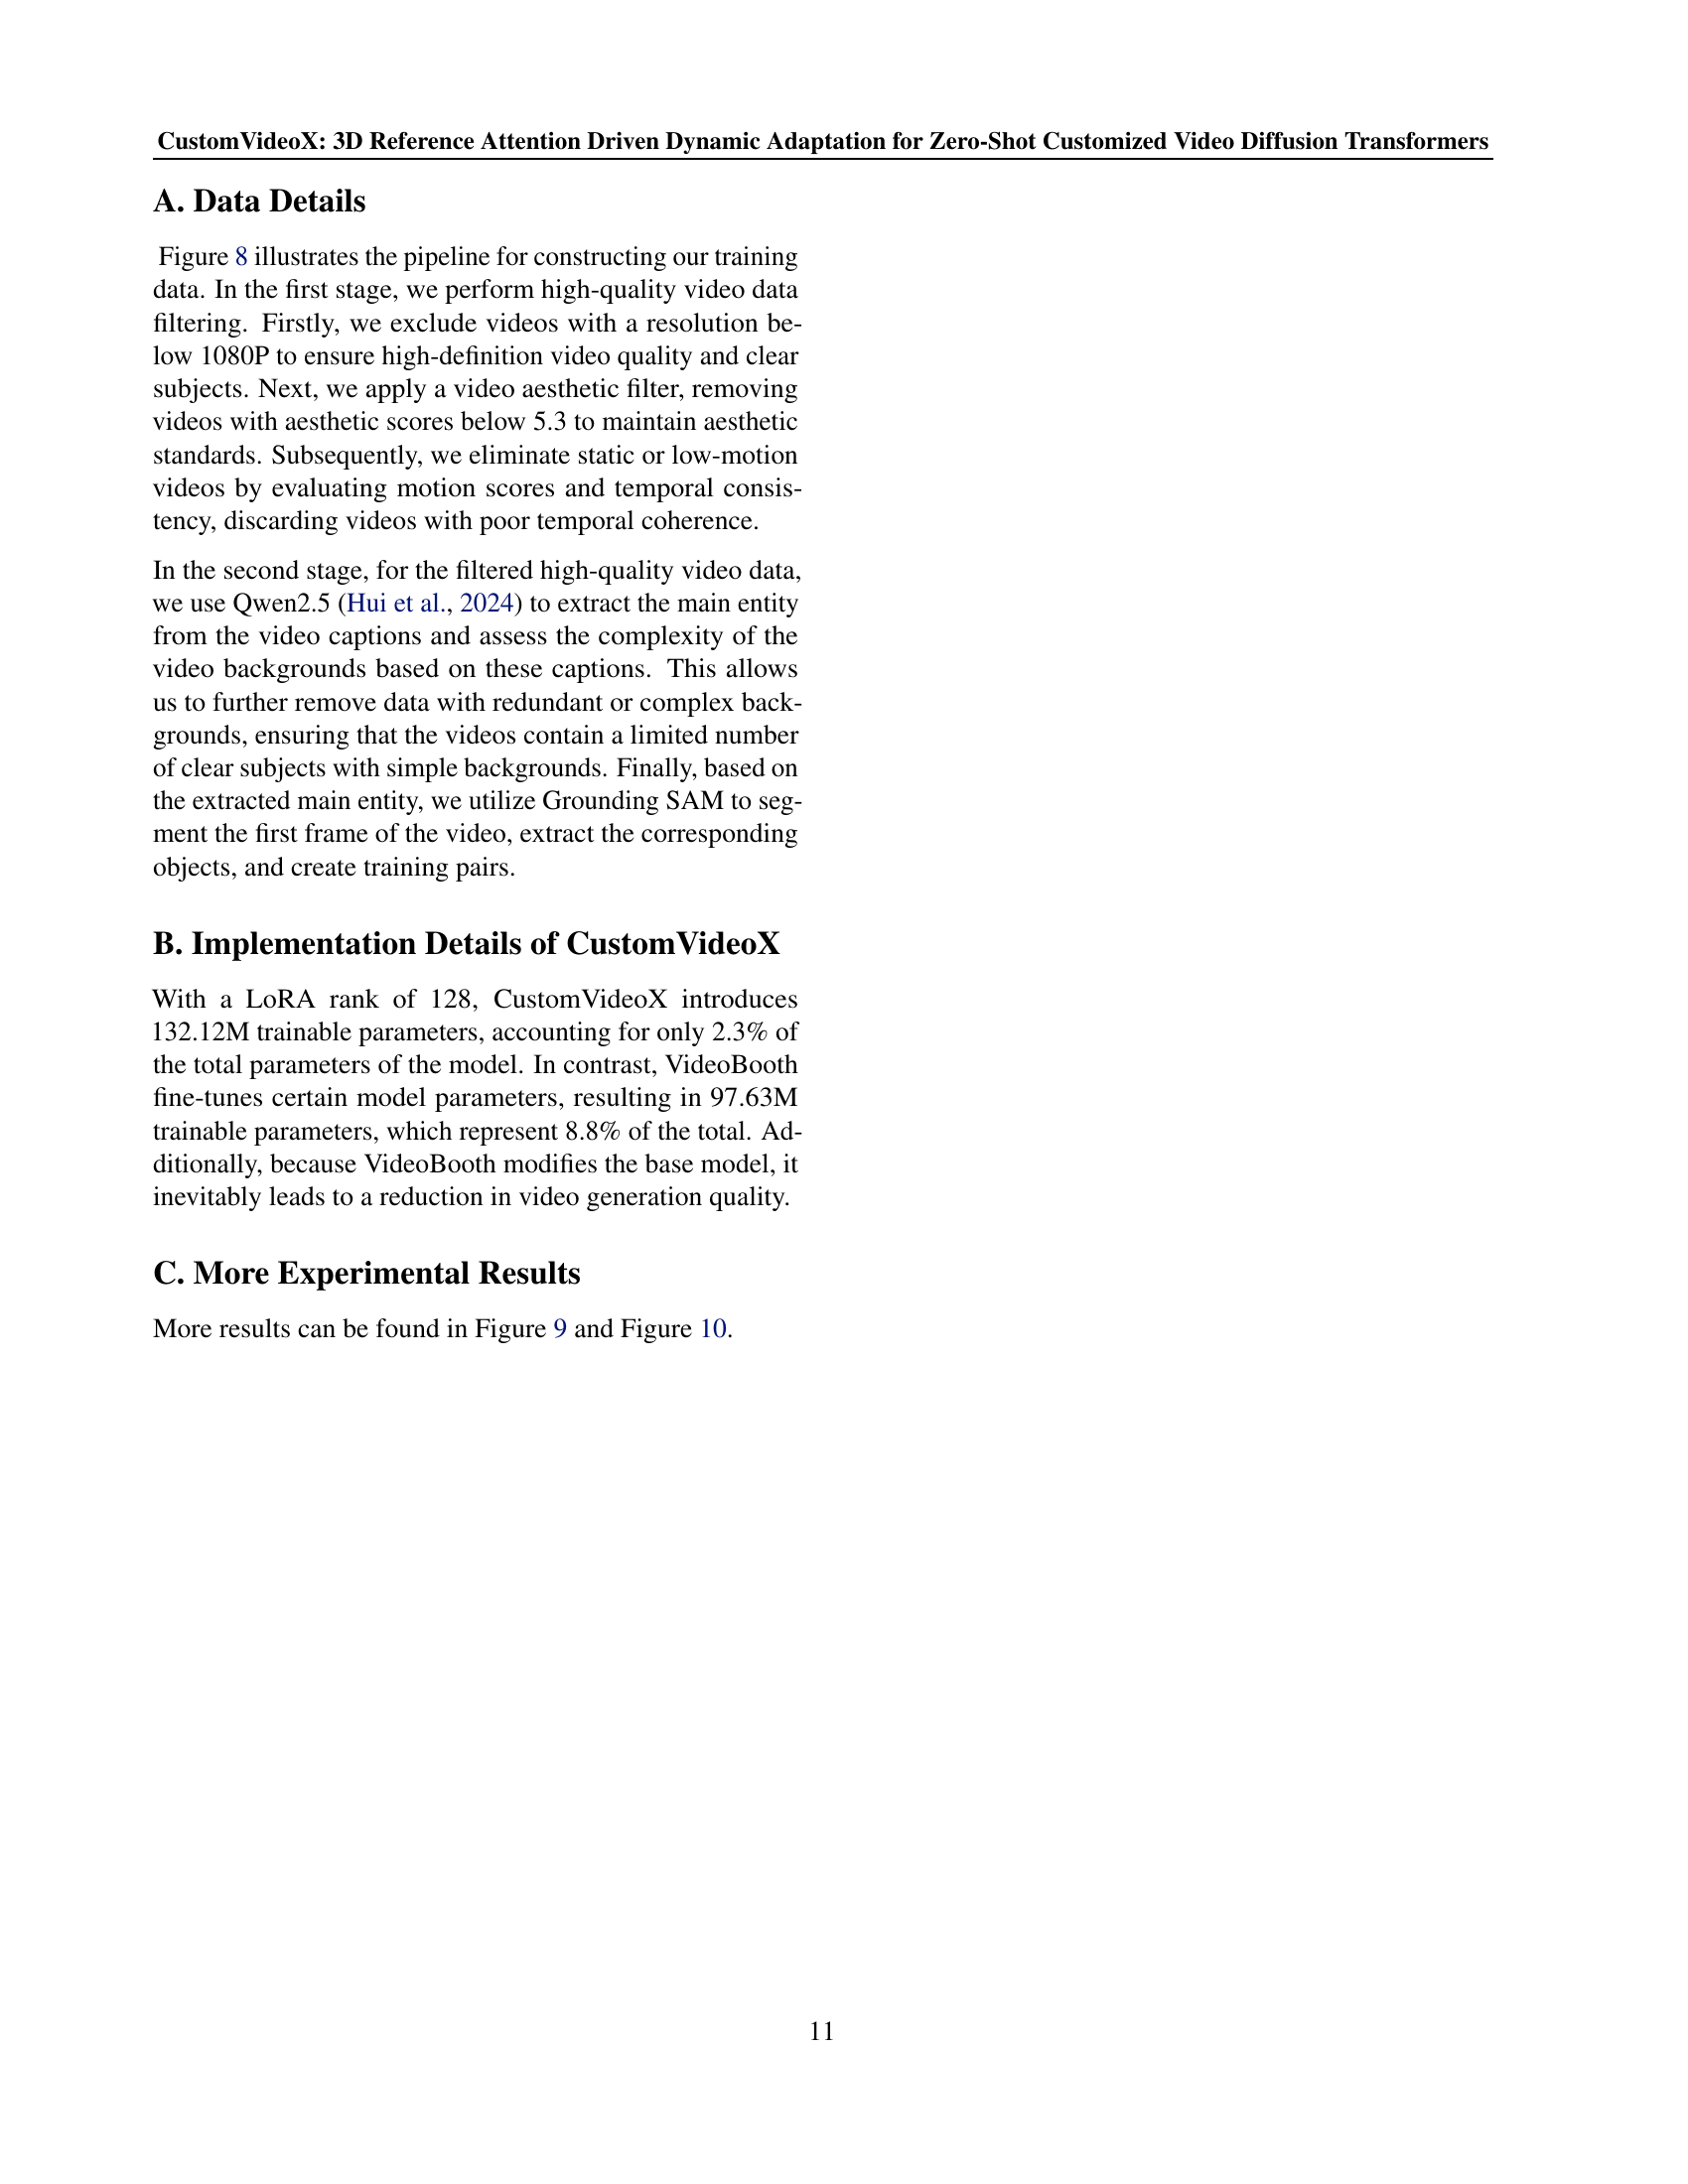 CustomVideoX: 3D Reference Attention Driven Dynamic Adaptation for Zero-Shot Customized Video Diffusion Transformers
A. Data Details
Figure 8 illustrates the pipeline for constructing our training
data. In the first stage, we perform high-quality video data
filtering. Firstly, we exclude videos with a resolution be-
low 1080P to ensure high-definition video quality and clear
subjects. Next, we apply a video aesthetic filter, removing
videos with aesthetic scores below 5.3 to maintain aesthetic
standards. Subsequently, we eliminate static or low-motion
videos by evaluating motion scores and temporal consis-
tency, discarding videos with poor temporal coherence.
In the second stage, for the filtered high-quality video data,
we use Qwen2.5 (Hui et al., 2024) to extract the main entity
from the video captions and assess the complexity of the
video backgrounds based on these captions. This allows
us to further remove data with redundant or complex back-
grounds, ensuring that the videos contain a limited number
of clear subjects with simple backgrounds. Finally, based on
the extracted main entity, we utilize Grounding SAM to seg-
ment the first frame of the video, extract the corresponding
objects, and create training pairs.
B. Implementation Details of CustomVideoX
With a LoRA rank of 128, CustomVideoX introduces
132.12M trainable parameters, accounting for only 2.3% of
the total parameters of the model. In contrast, VideoBooth
fine-tunes certain model parameters, resulting in 97.63M
trainable parameters, which represent 8.8% of the total. Ad-
ditionally, because VideoBooth modifies the base model, it
inevitably leads to a reduction in video generation quality.
C. More Experimental Results
More results can be found in Figure 9 and Figure 10.
11